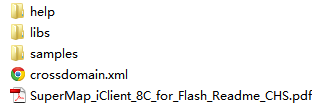 help
libs
samples
crossdomain.xml
SuperMap_iClient_8C_for_Flash_Readme_CHS.pdf